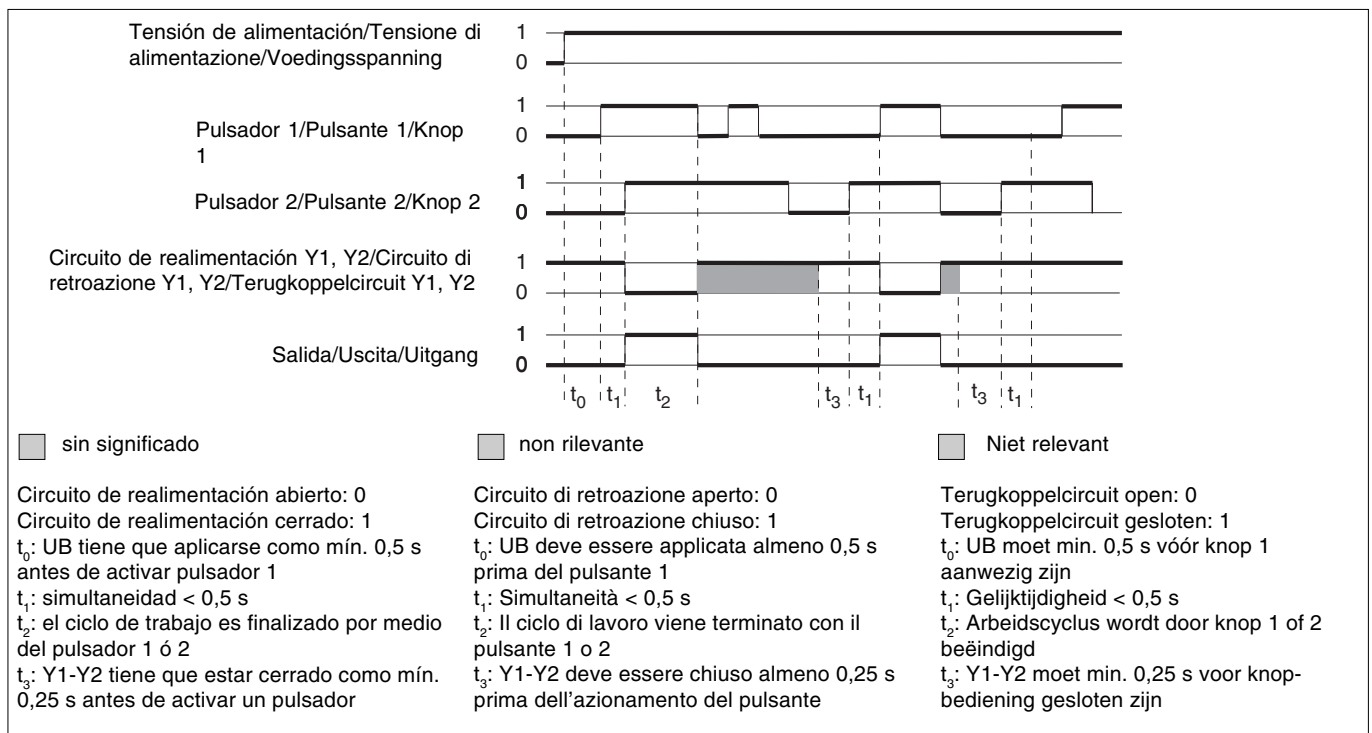 Tensión de alimentación/Tensione di
alimentazione/Voedingsspanning
1
0
Pulsador 1/Pulsante 1/Knop
1
1
0
Pulsador 2/Pulsante 2/Knop 2
1
0
Circuito de realimentación Y1, Y2/Circuito di
retroazione Y1, Y2/Terugkoppelcircuit Y1, Y2
1
0
Salida/Uscita/Uitgang
1
0
t0 t1 t2 t3 t1 t3 t1
sin significado
Circuito de realimentación abierto: 0
Circuito de realimentación cerrado: 1
t0: UB tiene que aplicarse como mín. 0,5 s
antes de activar pulsador 1
t1: simultaneidad < 0,5 s
t2: el ciclo de trabajo es finalizado por medio
del pulsador 1 ó 2
t3: Y1-Y2 tiene que estar cerrado como mín.
0,25 s antes de activar un pulsador
non rilevante
Circuito di retroazione aperto: 0
Circuito di retroazione chiuso: 1
t0: UB deve essere applicata almeno 0,5 s
prima del pulsante 1
t1: Simultaneità < 0,5 s
t2: Il ciclo di lavoro viene terminato con il
pulsante 1 o 2
t3: Y1-Y2 deve essere chiuso almeno 0,25 s
prima dell'azionamento del pulsante
Niet relevant
Terugkoppelcircuit open: 0
Terugkoppelcircuit gesloten: 1
t0: UB moet min. 0,5 s vóór knop 1
aanwezig zijn
t1: Gelijktijdigheid < 0,5 s
t2: Arbeidscyclus wordt door knop 1 of 2
beëindigd
t3: Y1-Y2 moet min. 0,25 s voor knop-
bediening gesloten zijn